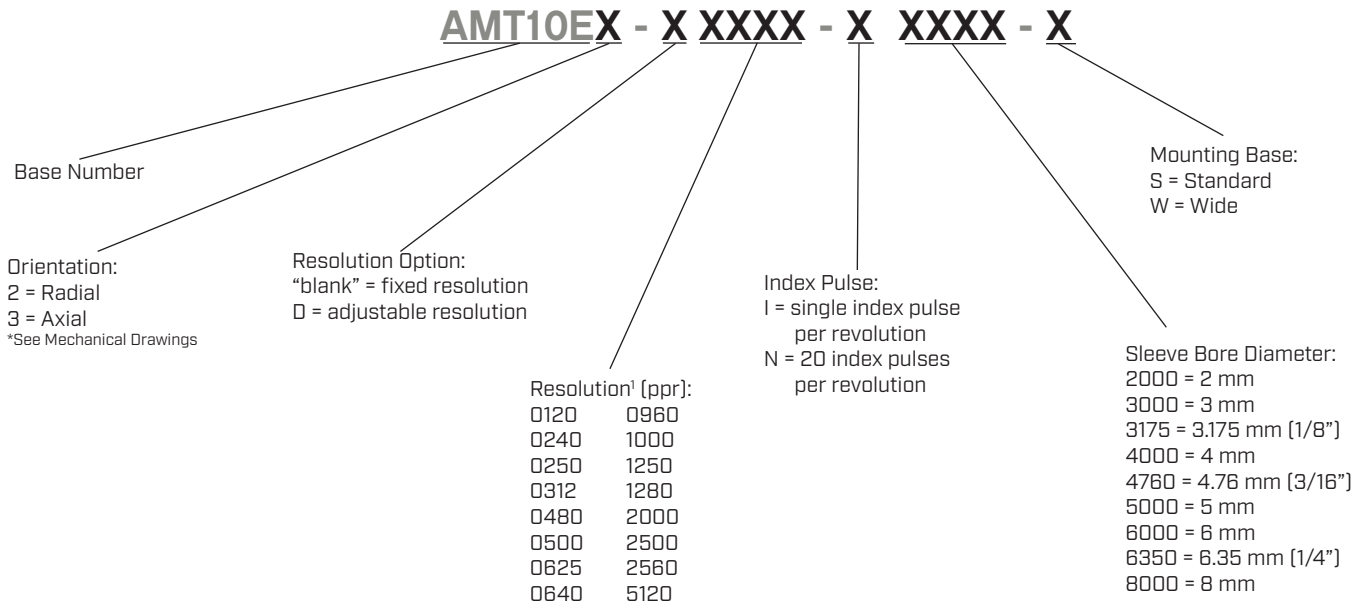 AMT10EX - X XXXX - X XXXX - X
Base Number
Orientation:
2 = Radial
3 = Axial
*See Mechanical Drawings
Resolution Option:
“blank” = fixed resolution
D = adjustable resolution
Resolution¹ (ppr):
0120 0960
0240 1000
0250 1250
0312 1280
0480 2000
0500 2500
0625 2560
0640 5120
Index Pulse:
I = single index pulse
per revolution
N = 20 index pulses
per revolution
Sleeve Bore Diameter:
2000 = 2 mm
3000 = 3 mm
3175 = 3.175 mm (1/8”)
4000 = 4 mm
4760 = 4.76 mm (3/16”)
5000 = 5 mm
6000 = 6 mm
6350 = 6.35 mm (1/4”)
8000 = 8 mm
Mounting Base:
S = Standard
W = Wide